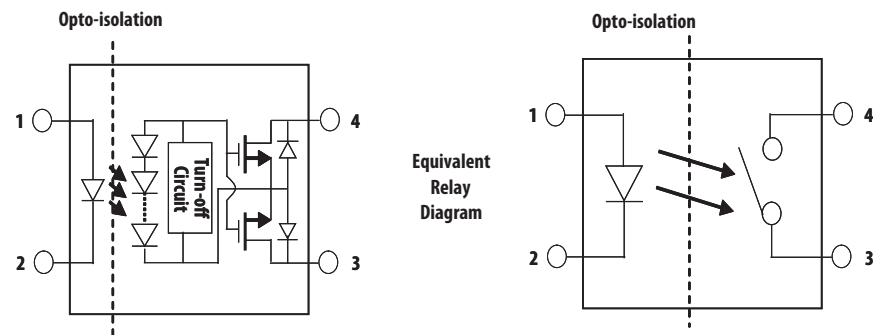 Opto-isolation
1
2
Turn-off
Circuit
4
3
Equivalent
Relay
Diagram
Opto-isolation
1
2
4
3